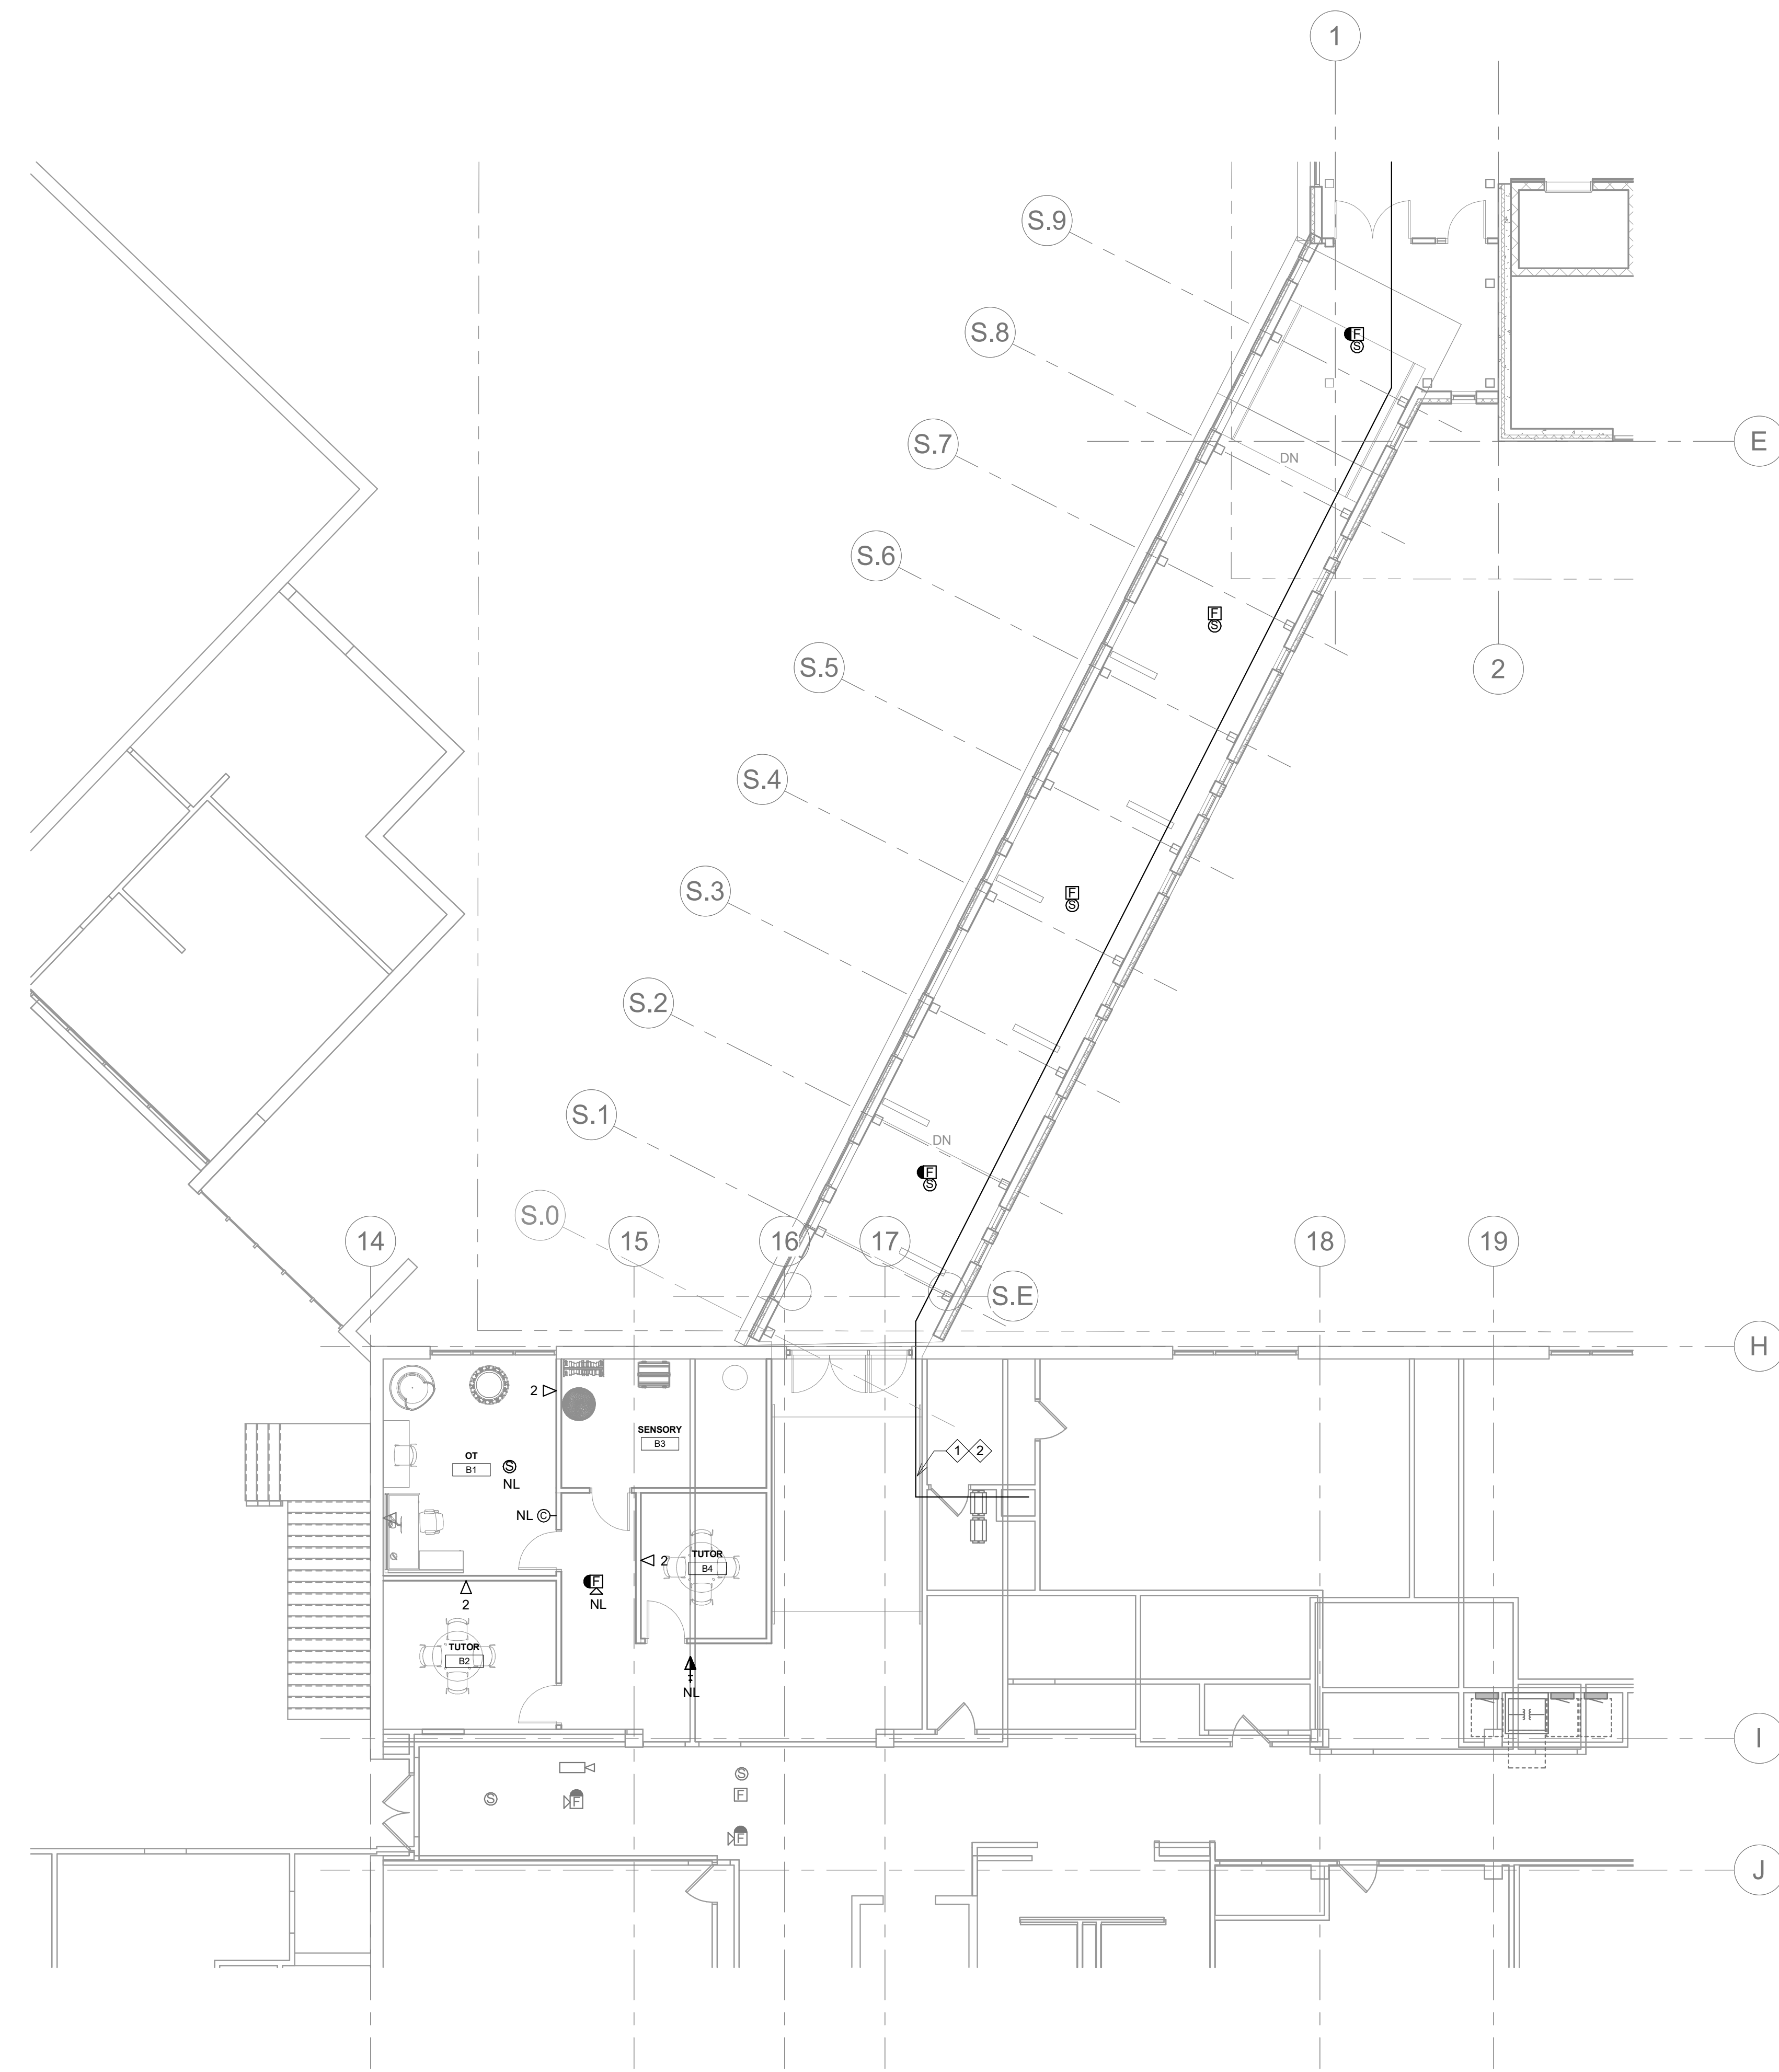 1
S.9
S.8
F
S
S.7
E
DN
S.6
F
S
S.5
2
S.4
S.3
F
S
S.2
S.1
DN
F
S
S.0
14
15
16
17
18
19
S.E
H
2
SENSORY
B3
OT
B1
S
NL
1
2
NL
C
2
TUTOR
B4
F
NL
2
TUTOR
B2
NL
I
S
S
F
F
F
J